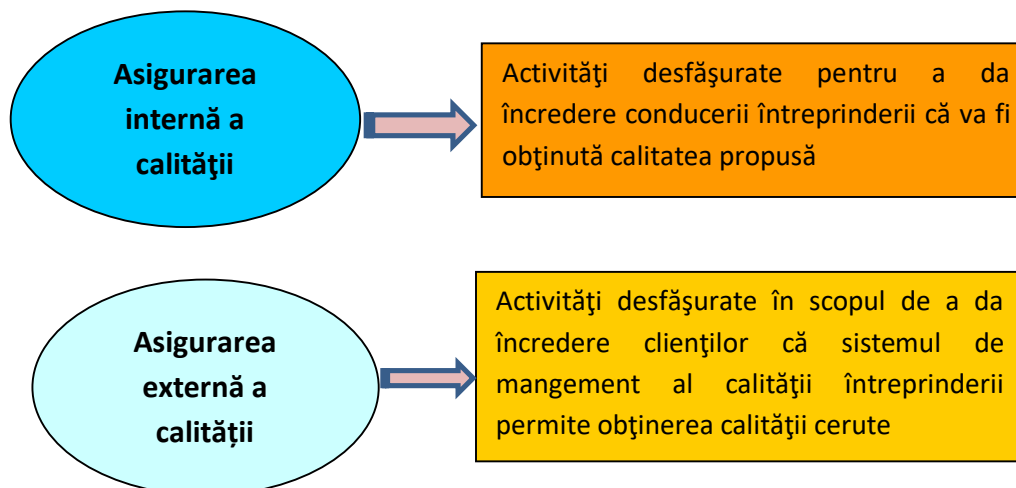 Asigurarea
internă a
calităţii
Activităţi desfăşurate pentru a da
încredere conducerii întreprinderii că va fi
obţinută calitatea propusă
Asigurarea
externă a
calității
Activităţi desfăşurate în scopul de a da
încredere clienţilor că sistemul de
mangement al calităţii întreprinderii
permite obţinerea calităţii cerute